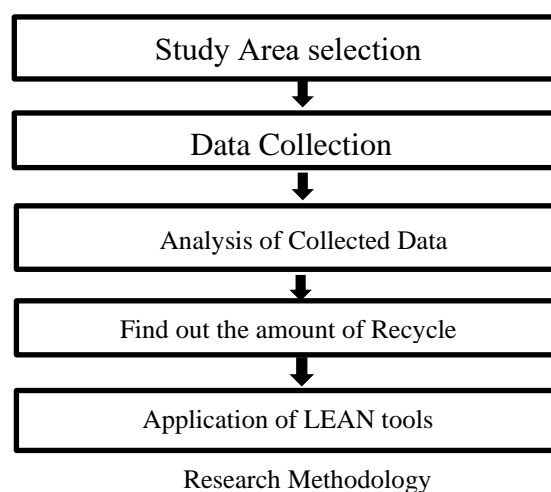 Study Area selection
Data Collection
Analysis of Collected Data
Find out the amount of Recycle
Application of LEAN tools
Research Methodology